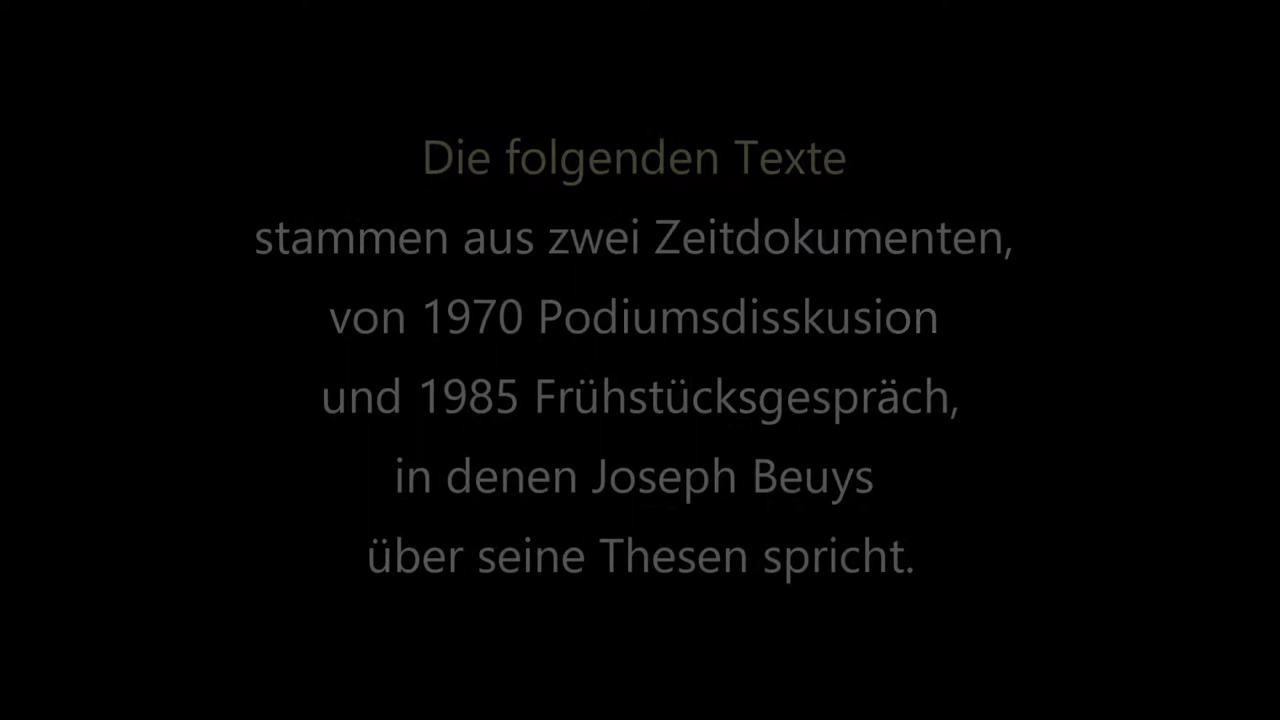 Die folgenden Texte
stammen aus zwei Zeitdokumenten,
von 1970 Podiumsdisskusion
und 1985 Frühstücksgespräch,
in denen Joseph Beuys
über seine Thesen spricht.